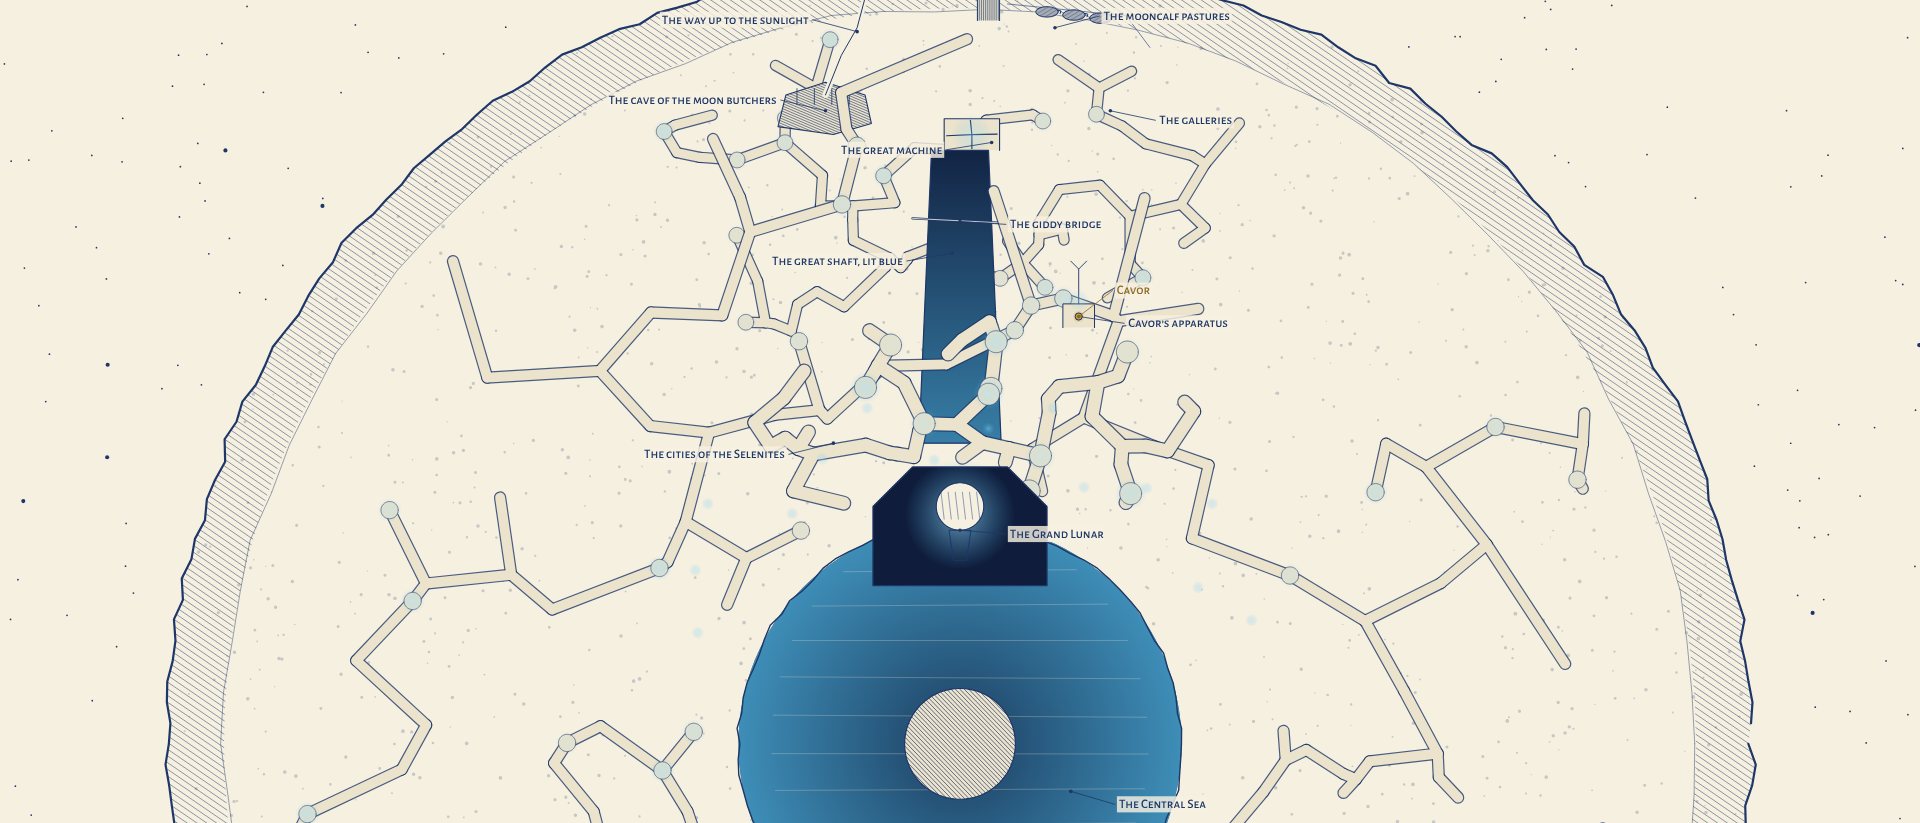 The way up to the sunlight
The mooncalf pastures
The cave of the moon butchers
The galleries
The great machine
The giddy bridge
The great shaft, lit blue
Cavor
Cavor's apparatus
The cities of the Selenites
The Grand Lunar
The Central Sea